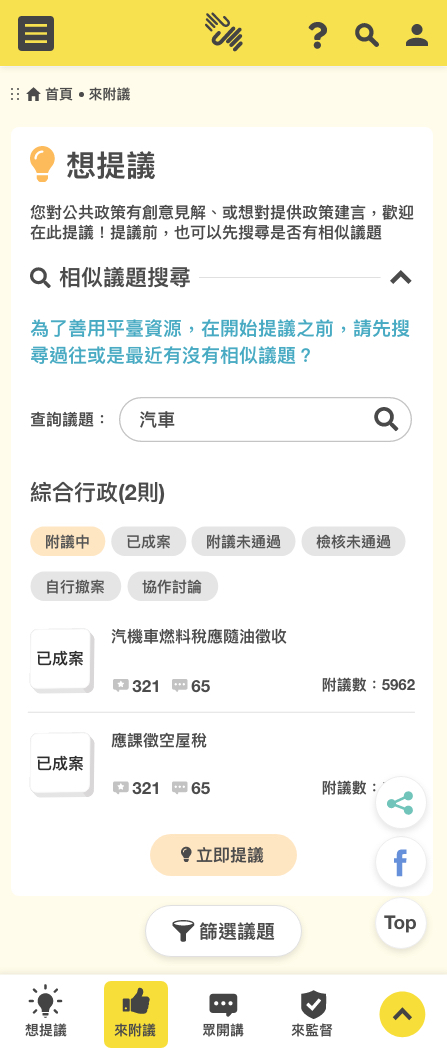 首頁 • 來附議
想提議
您對公共政策有創意見解、或想對提供政策建言，歡迎
在此提議！提議前，也可以先搜尋是否有相似議題
相似議題搜尋
為了善用平臺資源，在開始提議之前，請先搜
尋過往或是最近有沒有相似議題？
查詢議題： 汽車
綜合行政(2則)
附議中 已成案 附議未通過 檢核未通過
自行撤案 協作討論
已成案 汽機車燃料稅應隨油徵收
321 65 附議數：5962
已成案 應課徵空屋稅
321 65 附議數：
立即提議
Top
篩選議題
想提議 來附議 眾開講 來監督